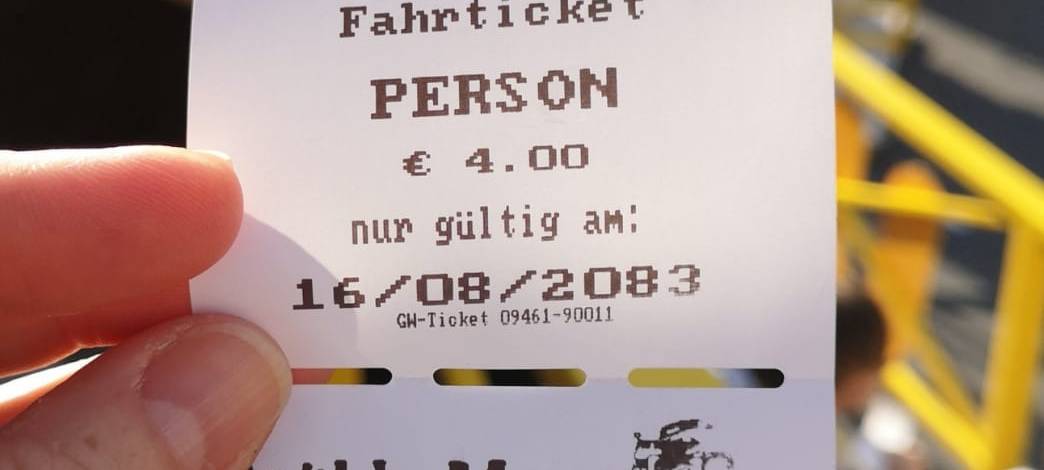 Fahrticket
PERSON
€ 4.00
nur gültig am:
16/08/2083
GW-Ticket 09461-90011